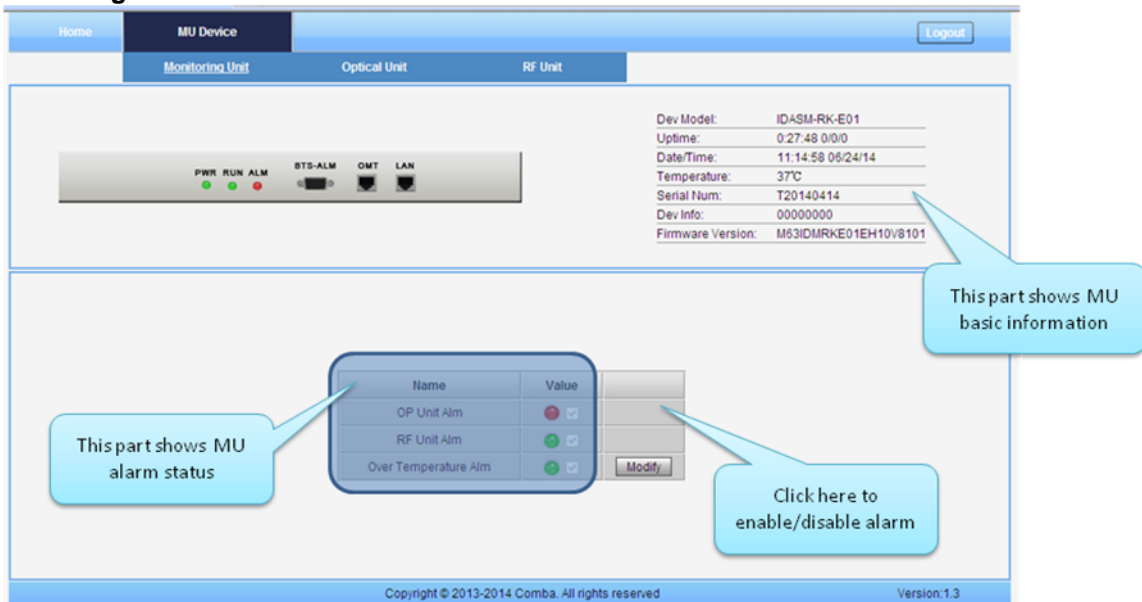 Home
MU Device
Logout
Monitoring Unit
Optical Unit
RF Unit
PWR RUN ALM
BTS-ALM
OMT
LAN
Dev Model: IDASM-RK-E01
Uptime: 0:27:48 0/0/0
Date/Time: 11:14:58 06/24/14
Temperature: 37℃
Serial Num: T20140414
Dev Info: 00000000
Firmware Version: M63IDMRKE01EH10V8101
This part shows MU
basic information
Name Value
OP Unit Alm
RF Unit Alm
Over Temperature Alm
Modify
This part shows MU
alarm status
Click here to
enable/disable alarm
Copyright © 2013-2014 Comba. All rights reserved
Version:1.3